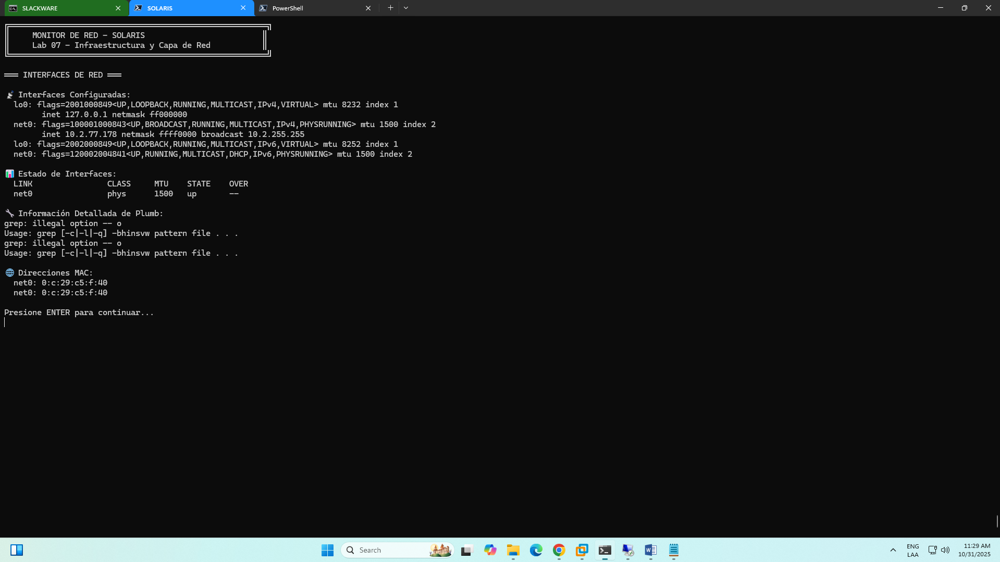 SLACKWARE
SOLARIS
PowerShell
MONITOR DE RED - SOLARIS
Lab 07 - Infraestructura y Capa de Red
═══ INTERFACES DE RED ═══
Interfaces Configuradas:
lo0: flags=2001000849<UP,LOOPBACK,RUNNING,MULTICAST,IPv4,VIRTUAL> mtu 8232 index 1
inet 127.0.0.1 netmask ff000000
net0: flags=100001000843<UP,BROADCAST,RUNNING,MULTICAST,IPv4,PHYSRUNNING> mtu 1500 index 2
inet 10.2.77.178 netmask ffff0000 broadcast 10.2.255.255
lo0: flags=2002000849<UP,LOOPBACK,RUNNING,MULTICAST,IPv6,VIRTUAL> mtu 8252 index 1
net0: flags=120002004841<UP,RUNNING,MULTICAST,DHCP,IPv6,PHYSRUNNING> mtu 1500 index 2
Estado de Interfaces:
LINK CLASS MTU STATE OVER
net0 phys 1500 up --
Información Detallada de Plumb:
grep: illegal option -- o
Usage: grep [-c|-l|-q] -bhinsvw pattern file . . .
grep: illegal option -- o
Usage: grep [-c|-l|-q] -bhinsvw pattern file . . .
Direcciones MAC:
net0: 0:c:29:c5:f:40
net0: 0:c:29:c5:f:40
Presione ENTER para continuar...
Search
ENG
LAA
11:29 AM
10/31/2025